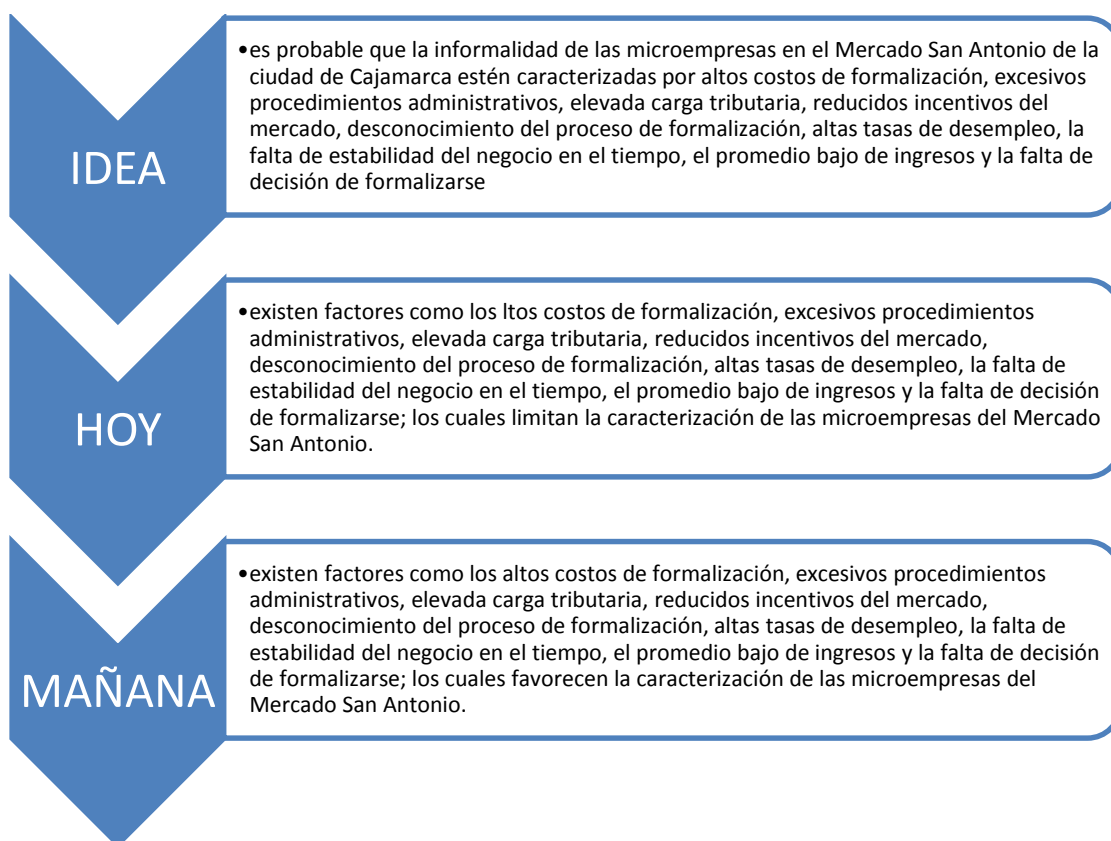 IDEA
•es probable que la informalidad de las microempresas en el Mercado San Antonio de la
ciudad de Cajamarca estén caracterizadas por altos costos de formalización, excesivos
procedimientos administrativos, elevada carga tributaria, reducidos incentivos del
mercado, desconocimiento del proceso de formalización, altas tasas de desempleo, la
falta de estabilidad del negocio en el tiempo, el promedio bajo de ingresos y la falta de
decisión de formalizarse
HOY
•existen factores como los ltos costos de formalización, excesivos procedimientos
administrativos, elevada carga tributaria, reducidos incentivos del mercado,
desconocimiento del proceso de formalización, altas tasas de desempleo, la falta de
estabilidad del negocio en el tiempo, el promedio bajo de ingresos y la falta de decisión
de formalizarse; los cuales limitan la caracterización de las microempresas del Mercado
San Antonio.
MAÑANA
•existen factores como los altos costos de formalización, excesivos procedimientos
administrativos, elevada carga tributaria, reducidos incentivos del mercado,
desconocimiento del proceso de formalización, altas tasas de desempleo, la falta de
estabilidad del negocio en el tiempo, el promedio bajo de ingresos y la falta de decisión
de formalizarse; los cuales favorecen la caracterización de las microempresas del
Mercado San Antonio.